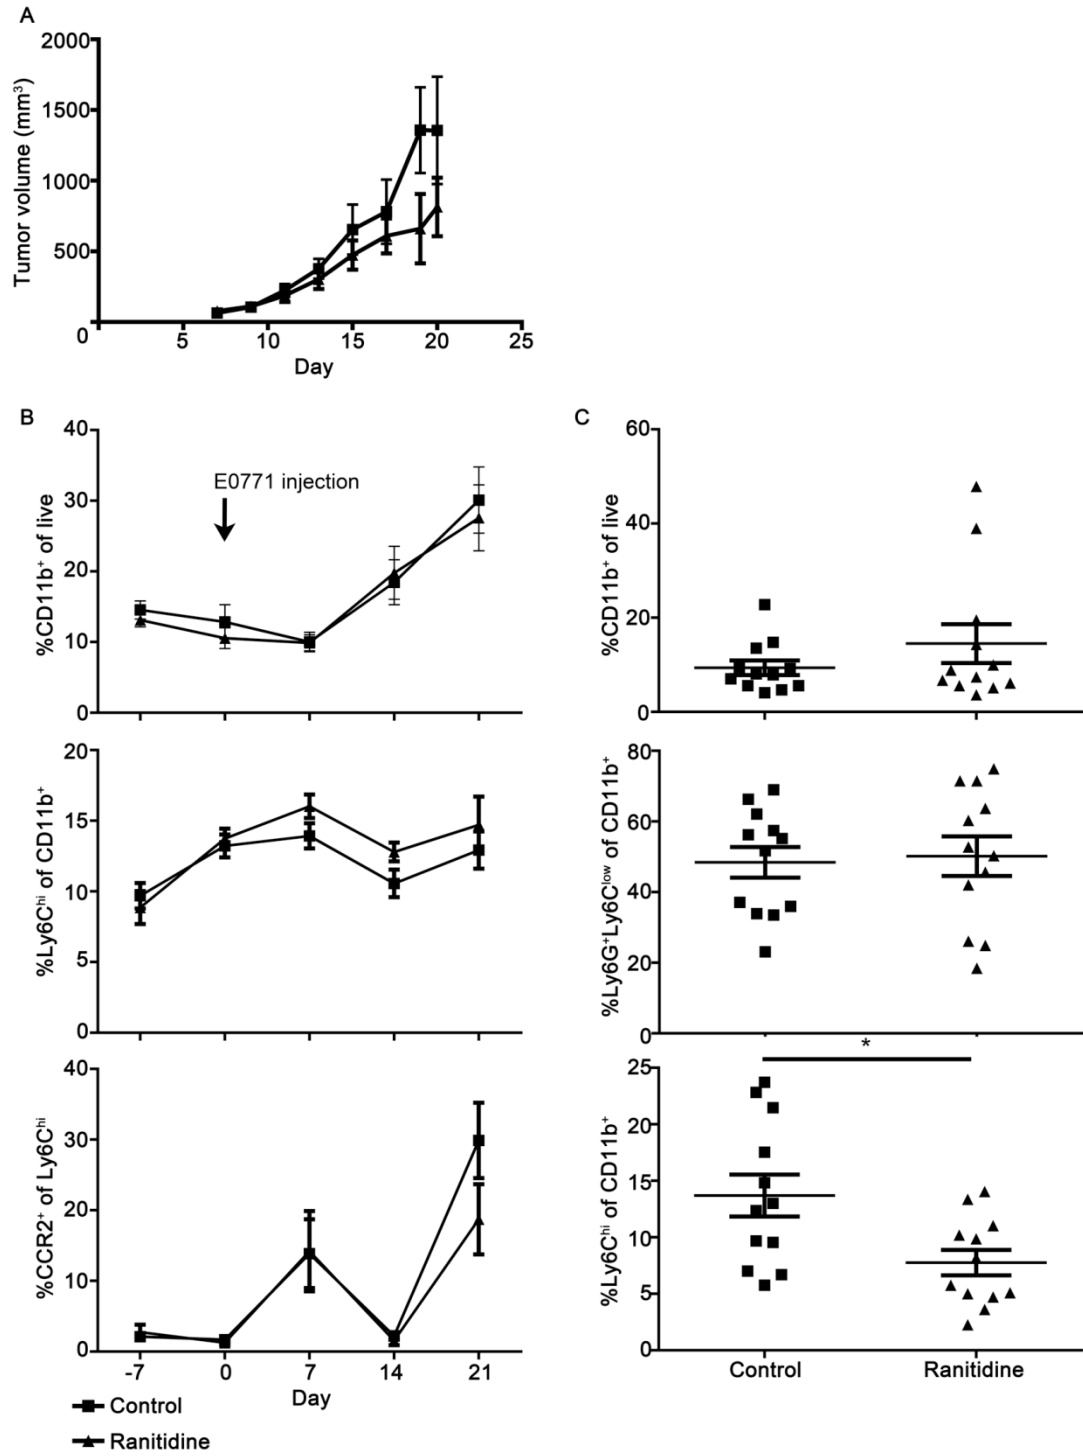 A
Tumor volume (mm³)
2000
1500
1000
500
0
5
10
15
20
25
Day
B
%CD11b⁺ of live
40
30
20
10
0
E0771 injection
%Ly6Cʰⁱ of CD11b⁺
20
15
10
5
0
%CCR2⁺ of Ly6Cʰⁱ
40
30
20
10
0
-7
0
7
14
21
Day
Control
Ranitidine
C
%CD11b⁺ of live
60
40
20
0
%Ly6G⁺Ly6Cˡᵒʷ of CD11b⁺
80
60
40
20
0
*
%Ly6Cʰⁱ of CD11b⁺
25
20
15
10
5
0
Control
Ranitidine